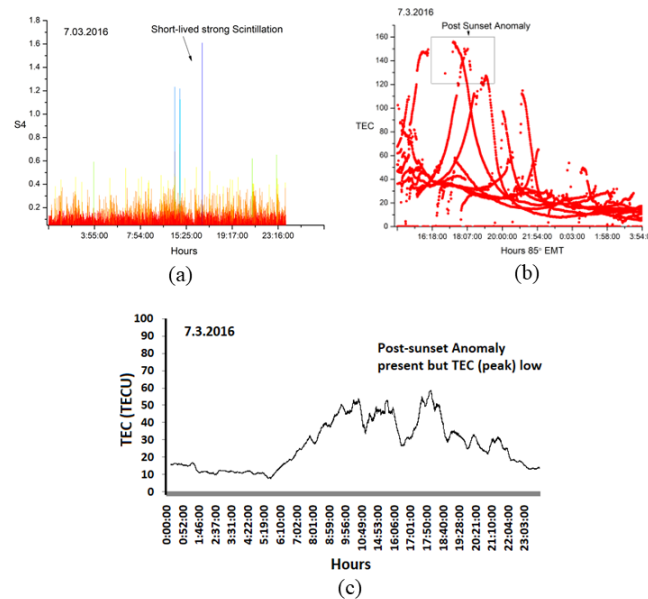 7.03.2016
Short-lived strong Scintillation
1.8
1.6
1.4
1.2
1.0
0.8
0.6
0.4
0.2
S4
3:55:00 7:54:00 15:25:00 19:17:00 23:16:00
Hours
(a)
7.3.2016
Post Sunset Anomaly
160
140
120
100
80
60
40
20
0
TEC
16:18:00 18:07:00 20:00:00 21:54:00 0:03:00 1:58:00 3:54:0
Hours 85° EMT
(b)
7.3.2016
Post-sunset Anomaly
present but TEC (peak) low
100
90
80
70
60
50
40
30
20
10
0
TEC (TECU)
0:00:00 0:52:00 1:46:00 2:37:00 3:31:00 4:22:00 5:19:00 6:10:00 7:02:00 8:01:00 8:59:00 9:56:00 10:49:00 14:53:00 16:06:00 17:01:00 17:50:00 18:40:00 19:28:00 20:21:00 21:10:00 22:04:00 23:03:00
Hours
(c)